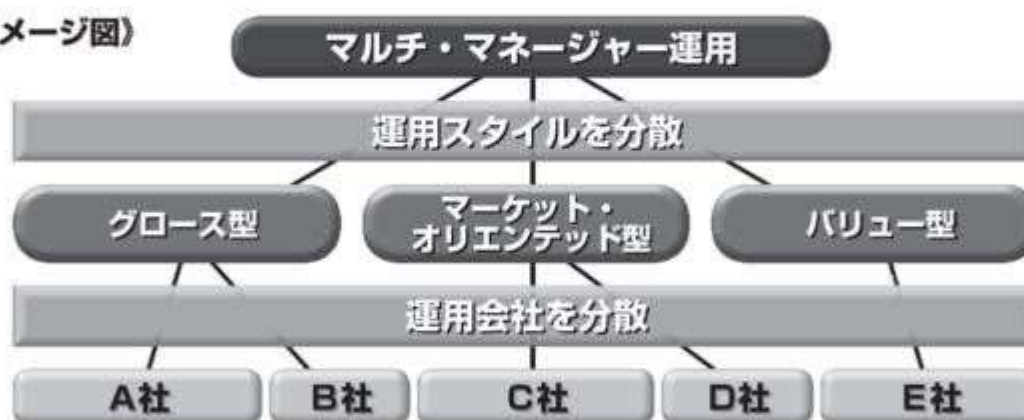 メージ図》
マルチ・マネージャー運用
運用スタイルを分散
グロース型
マーケット・
オリエンテッド型
バリュー型
運用会社を分散
A社
B社
C社
D社
E社